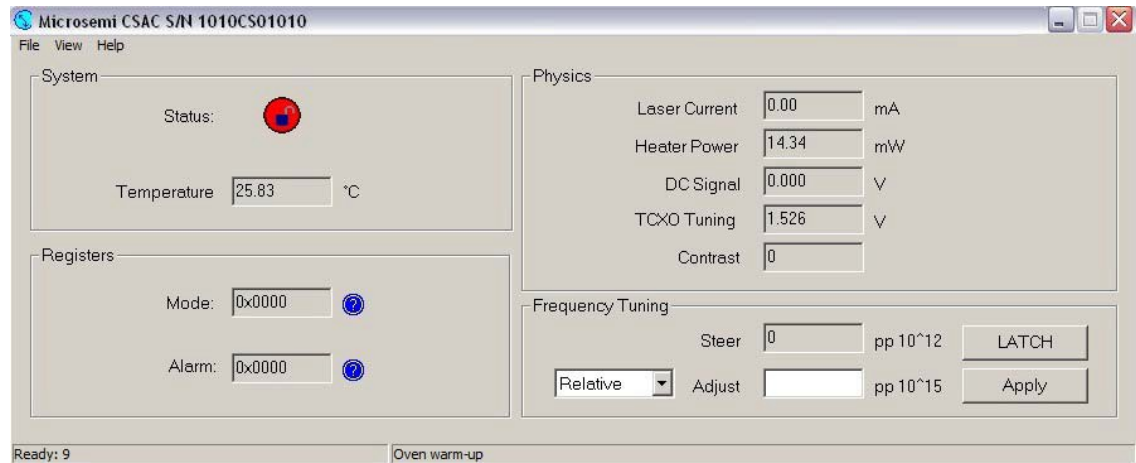 Microsemi CSAC S/N 1010CS01010
File View Help
System
Status:
Temperature 25.83 °C
Registers
Mode: 0x0000 ?
Alarm: 0x0000 ?
Physics
Laser Current 0.00 mA
Heater Power 14.34 mW
DC Signal 0.000 V
TCXO Tuning 1.526 V
Contrast 0
Frequency Tuning
Steer 0 pp 10^12 LATCH
Relative Adjust pp 10^15 Apply
Ready: 9 Oven warm-up